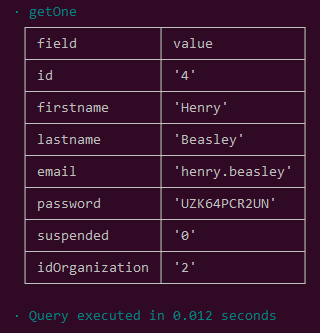 · getOne
field value
id '4'
firstname 'Henry'
lastname 'Beasley'
email 'henry.beasley'
password 'UZK64PCR2UN'
suspended '0'
idOrganization '2'
· Query executed in 0.012 seconds